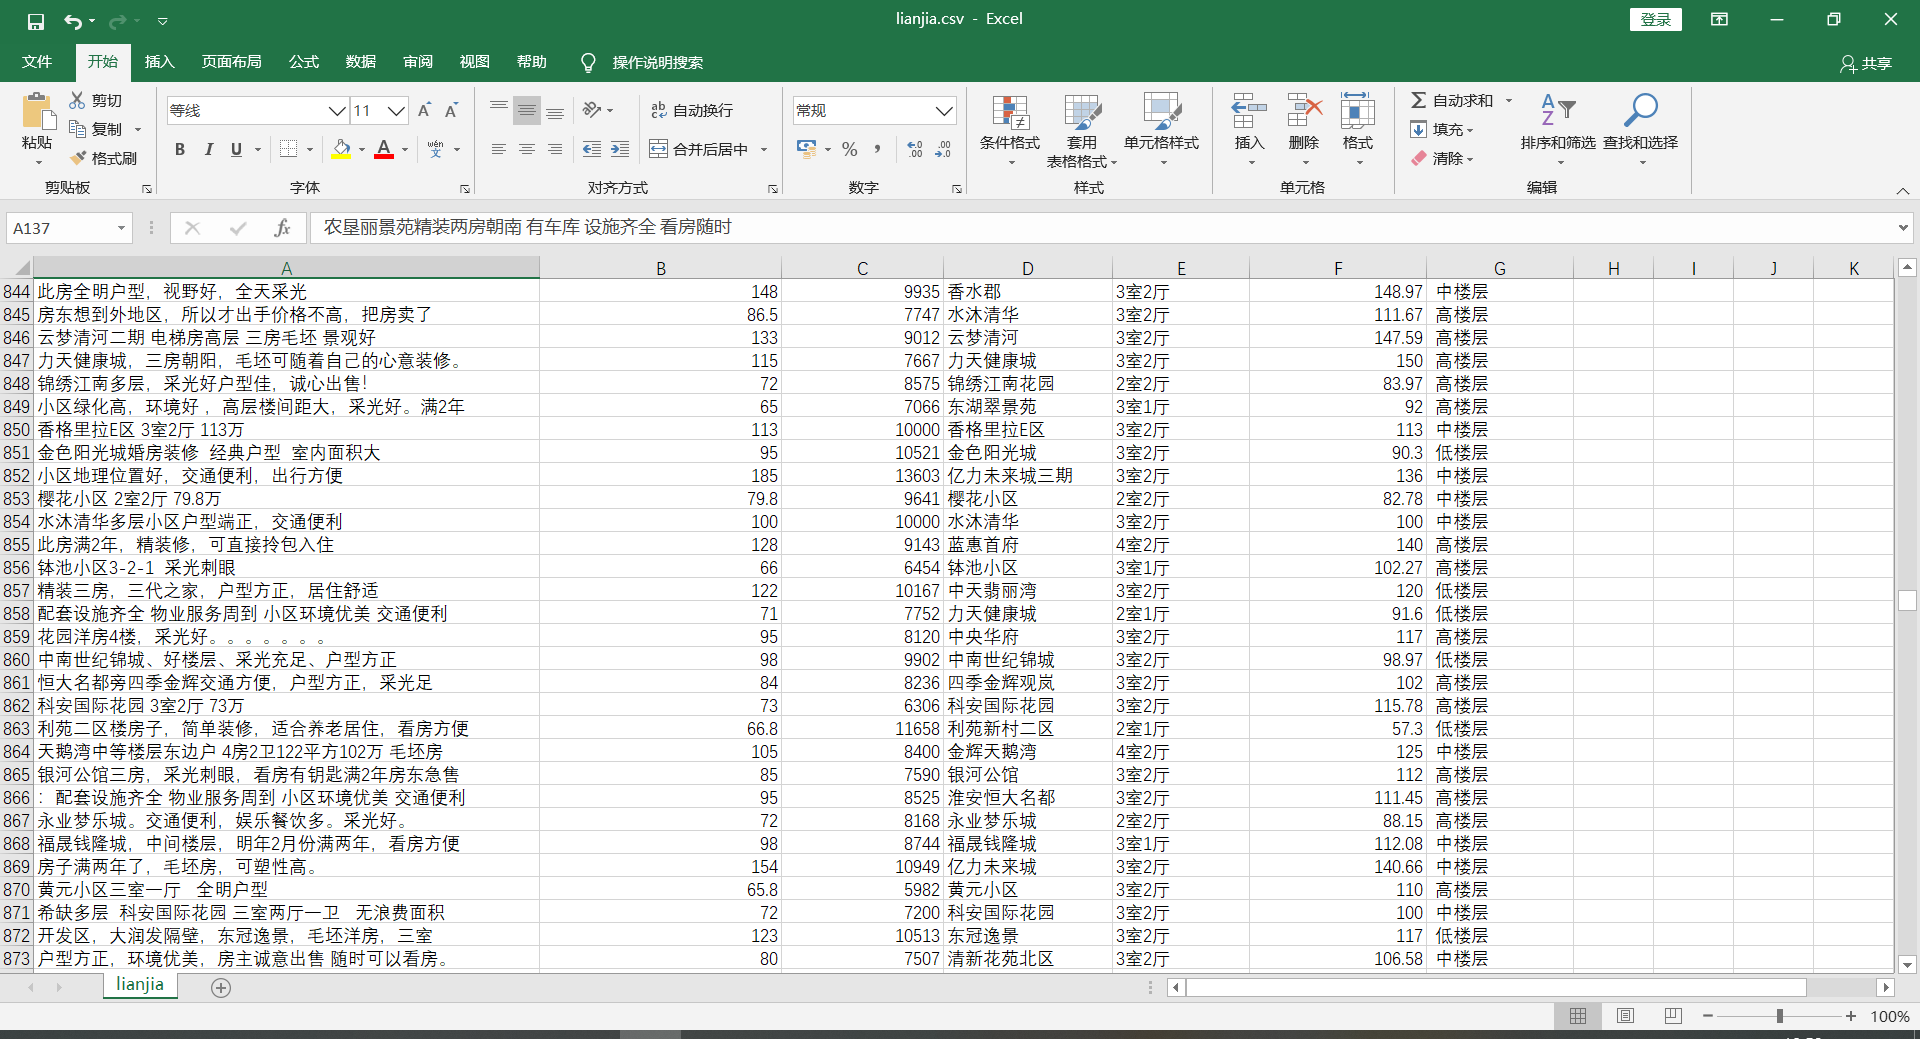 lianjia.csv - Excel
登录
文件 开始 插入 页面布局 公式 数据 审阅 视图 帮助 操作说明搜索 共享
粘贴 剪切 复制 格式刷 剪贴板
等线 11 B I U A wén 文 字体
ab 自动换行 合并后居中 对齐方式
常规 % , 数字
条件格式 套用 表格格式 单元格样式 样式
插入 删除 格式 单元格
自动求和 填充 清除 排序和筛选 查找和选择 编辑
A137 fx 农垦丽景苑精装两房朝南 有车库 设施齐全 看房随时
A B C D E F G H I J K
844 此房全明户型，视野好，全天采光 148 9935 香水郡 3室2厅 148.97 中楼层
845 房东想到外地区，所以才出手价格不高，把房卖了 86.5 7747 水沐清华 3室2厅 111.67 高楼层
846 云梦清河二期 电梯房高层 三房毛坯 景观好 133 9012 云梦清河 3室2厅 147.59 高楼层
847 力天健康城，三房朝阳，毛坯可随着自己的心意装修。 115 7667 力天健康城 3室2厅 150 高楼层
848 锦绣江南多层，采光好户型佳，诚心出售！ 72 8575 锦绣江南花园 2室2厅 83.97 高楼层
849 小区绿化高，环境好 ，高层楼间距大，采光好。满2年 65 7066 东湖翠景苑 3室1厅 92 高楼层
850 香格里拉E区 3室2厅 113万 113 10000 香格里拉E区 3室2厅 113 中楼层
851 金色阳光城婚房装修 经典户型 室内面积大 95 10521 金色阳光城 3室2厅 90.3 低楼层
852 小区地理位置好，交通便利，出行方便 185 13603 亿力未来城三期 3室2厅 136 中楼层
853 樱花小区 2室2厅 79.8万 79.8 9641 樱花小区 2室2厅 82.78 中楼层
854 水沐清华多层小区户型端正，交通便利 100 10000 水沐清华 3室2厅 100 中楼层
855 此房满2年，精装修，可直接拎包入住 128 9143 蓝惠首府 4室2厅 140 高楼层
856 钵池小区3-2-1 采光刺眼 66 6454 钵池小区 3室1厅 102.27 高楼层
857 精装三房，三代之家，户型方正，居住舒适 122 10167 中天翡丽湾 3室2厅 120 低楼层
858 配套设施齐全 物业服务周到 小区环境优美 交通便利 71 7752 力天健康城 2室1厅 91.6 低楼层
859 花园洋房4楼，采光好。。。。。。。 95 8120 中央华府 3室2厅 117 高楼层
860 中南世纪锦城、好楼层、采光充足、户型方正 98 9902 中南世纪锦城 3室2厅 98.97 低楼层
861 恒大名都旁四季金辉交通方便，户型方正，采光足 84 8236 四季金辉观岚 3室2厅 102 高楼层
862 科安国际花园 3室2厅 73万 73 6306 科安国际花园 3室2厅 115.78 高楼层
863 利苑二区楼房子，简单装修，适合养老居住，看房方便 66.8 11658 利苑新村二区 2室1厅 57.3 低楼层
864 天鹅湾中等楼层东边户 4房2卫122平方102万 毛坯房 105 8400 金辉天鹅湾 4室2厅 125 中楼层
865 银河公馆三房，采光刺眼，看房有钥匙满2年房东急售 85 7590 银河公馆 3室2厅 112 高楼层
866 ：配套设施齐全 物业服务周到 小区环境优美 交通便利 95 8525 淮安恒大名都 3室2厅 111.45 高楼层
867 永业梦乐城。交通便利，娱乐餐饮多。采光好。 72 8168 永业梦乐城 2室2厅 88.15 高楼层
868 福晟钱隆城，中间楼层，明年2月份满两年，看房方便 98 8744 福晟钱隆城 3室1厅 112.08 中楼层
869 房子满两年了，毛坯房，可塑性高。 154 10949 亿力未来城 3室2厅 140.66 中楼层
870 黄元小区三室一厅 全明户型 65.8 5982 黄元小区 3室2厅 110 高楼层
871 希缺多层 科安国际花园 三室两厅一卫 无浪费面积 72 7200 科安国际花园 3室2厅 100 中楼层
872 开发区，大润发隔壁，东冠逸景，毛坯洋房，三室 123 10513 东冠逸景 3室2厅 117 低楼层
873 户型方正，环境优美，房主诚意出售 随时可以看房。 80 7507 清新花苑北区 3室2厅 106.58 中楼层
lianjia
100%